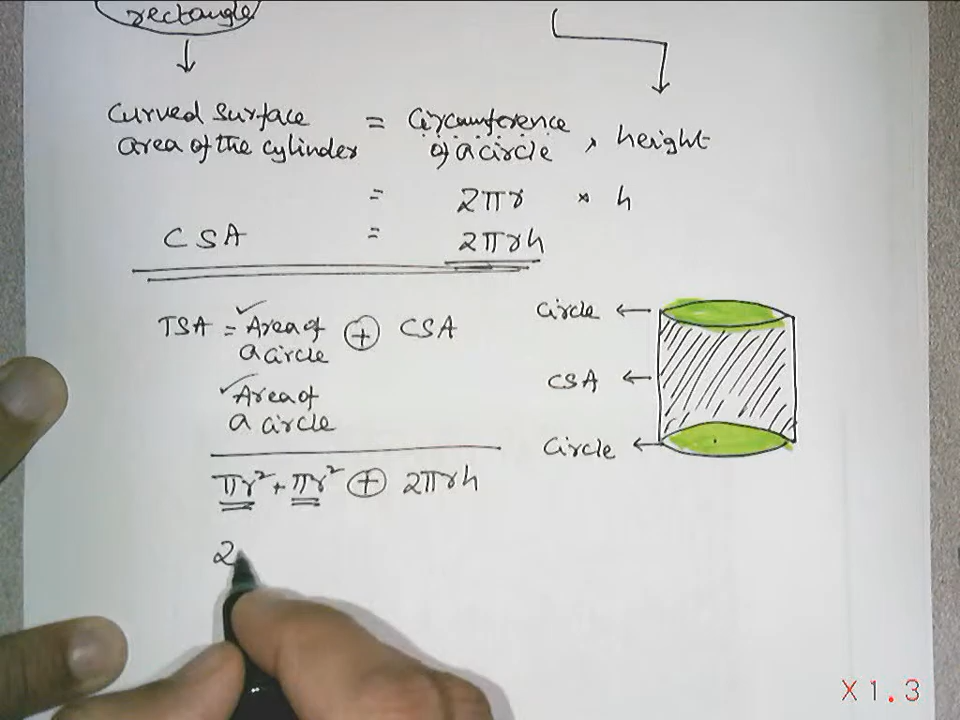 rectangle
Curved surface = Circumference
area of the cylinder of a circle × height
= 2πr × h
CSA = 2πrh
TSA = Area of ⊕ CSA
a circle
Area of
a circle
πr² + πr² ⊕ 2πrh
2
Circle
CSA
Circle
X1.3